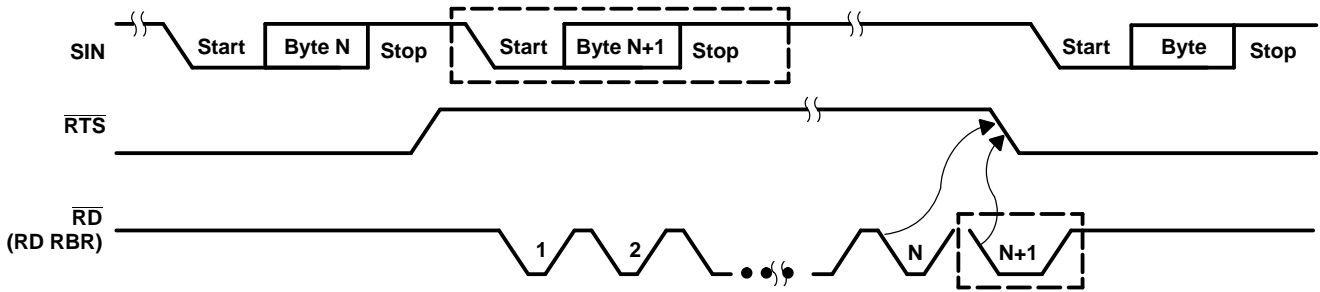 SIN Start Byte N Stop Start Byte N+1 Stop Start Byte Stop
RTS
RD
(RD RBR) 1 2 N N+1